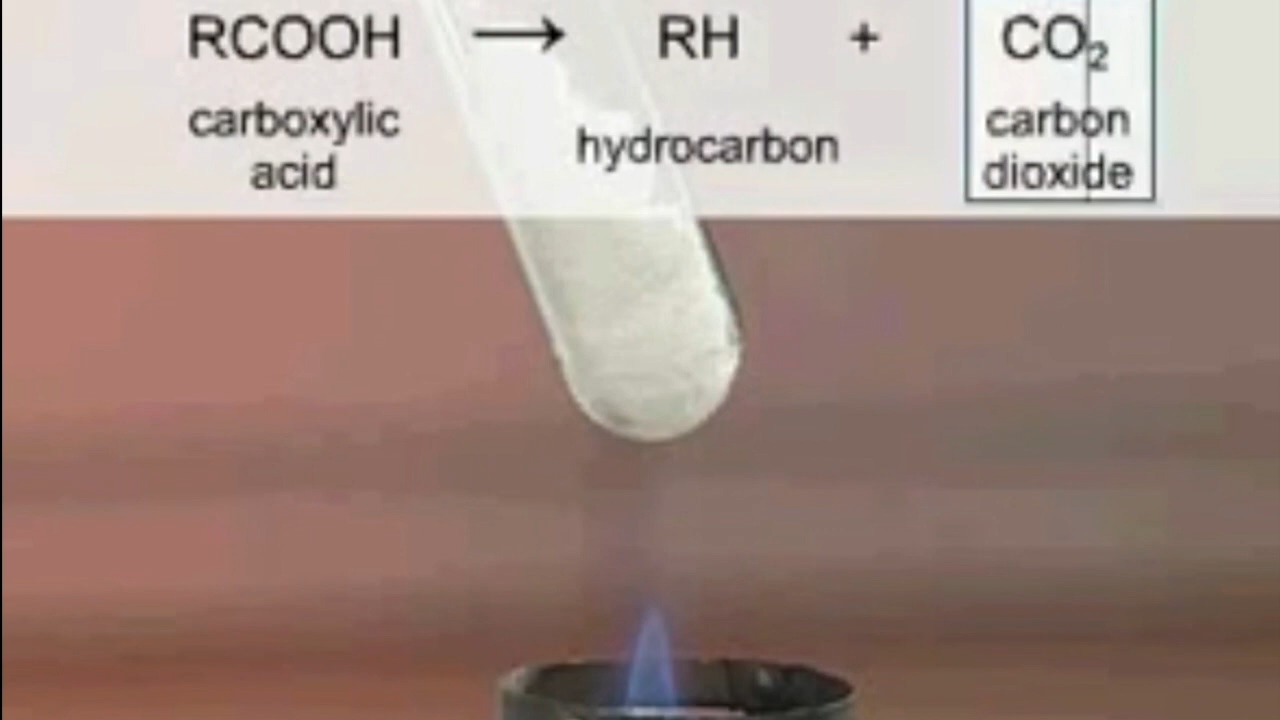 RCOOH → RH + CO₂
carboxylic acid
hydrocarbon
carbon dioxide